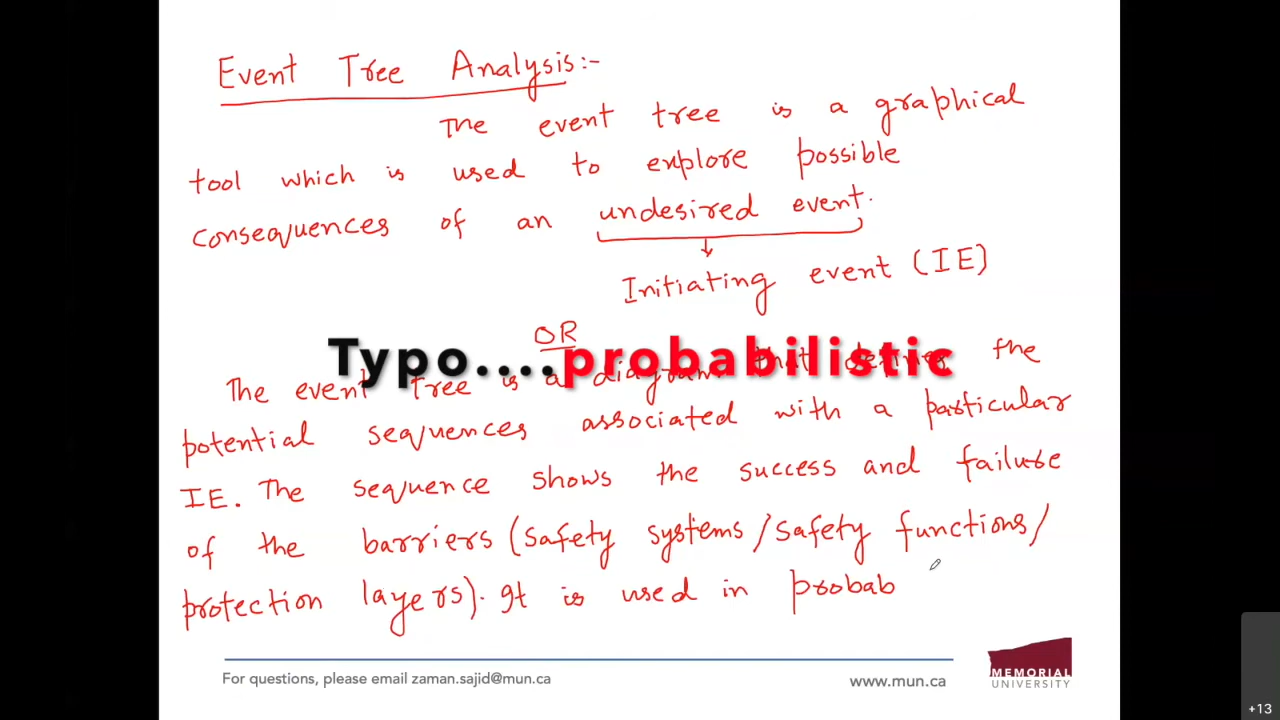 Event Tree Analysis:-
The event tree is a graphical
tool which is used to explore possible
consequences of an undesired event.
Initiating event (IE)
OR
Typo....probabilistic
The event tree is a diagram that defines the
potential sequences associated with a particular
IE. The sequence shows the success and failure
of the barriers (safety systems/safety functions/
protection layers). It is used in probab
For questions, please email zaman.sajid@mun.ca
www.mun.ca
MEMORIAL
UNIVERSITY
+13